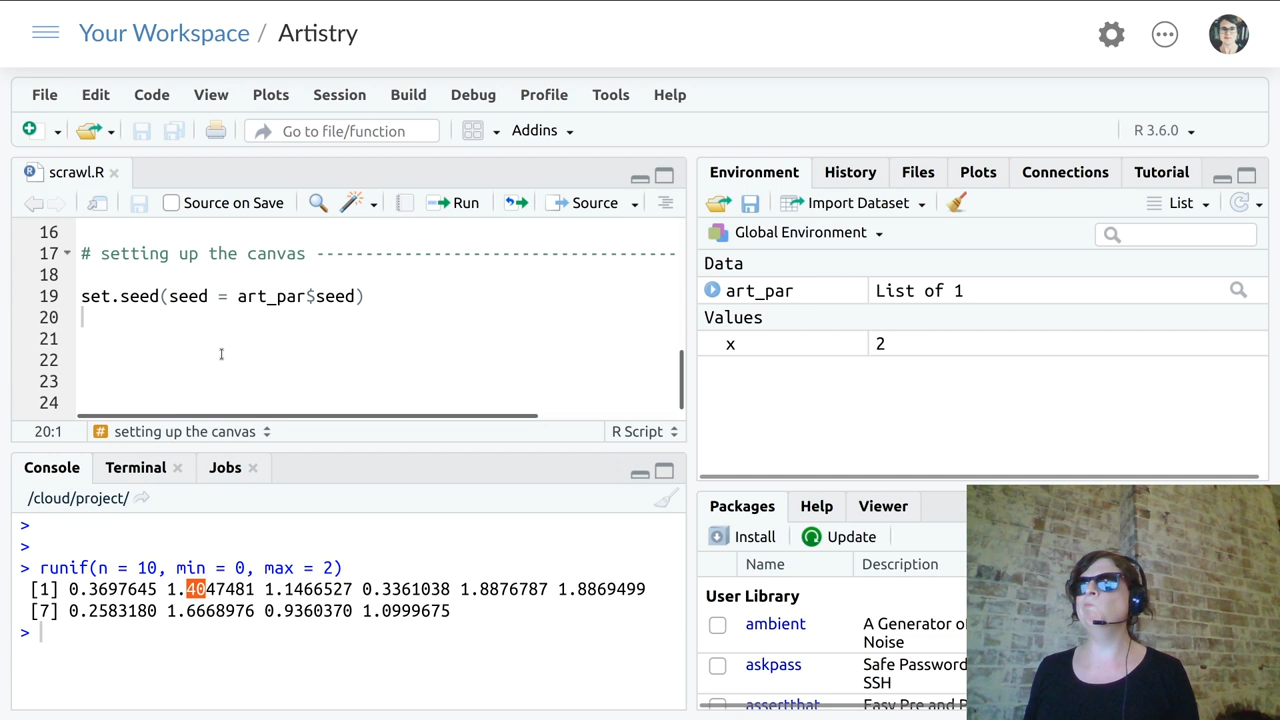 Your Workspace / Artistry
File Edit Code View Plots Session Build Debug Profile Tools Help
Go to file/function Addins R 3.6.0
scrawl.R
Source on Save Run Source
16
17 # setting up the canvas -------------------------------------
18
19 set.seed(seed = art_par$seed)
20
21
22
23
24
20:1 # setting up the canvas R Script
Console Terminal Jobs
/cloud/project/
>
>
> runif(n = 10, min = 0, max = 2)
[1] 0.3697645 1.4047481 1.1466527 0.3361038 1.8876787 1.8869499
[7] 0.2583180 1.6668976 0.9360370 1.0999675
>
Environment History Files Plots Connections Tutorial
Import Dataset List
Global Environment
Data
art_par List of 1
Values
x 2
Packages Help Viewer
Install Update
Name Description
User Library
ambient A Generator of
Noise
askpass Safe Password
SSH
assertthat Easy Pre and P